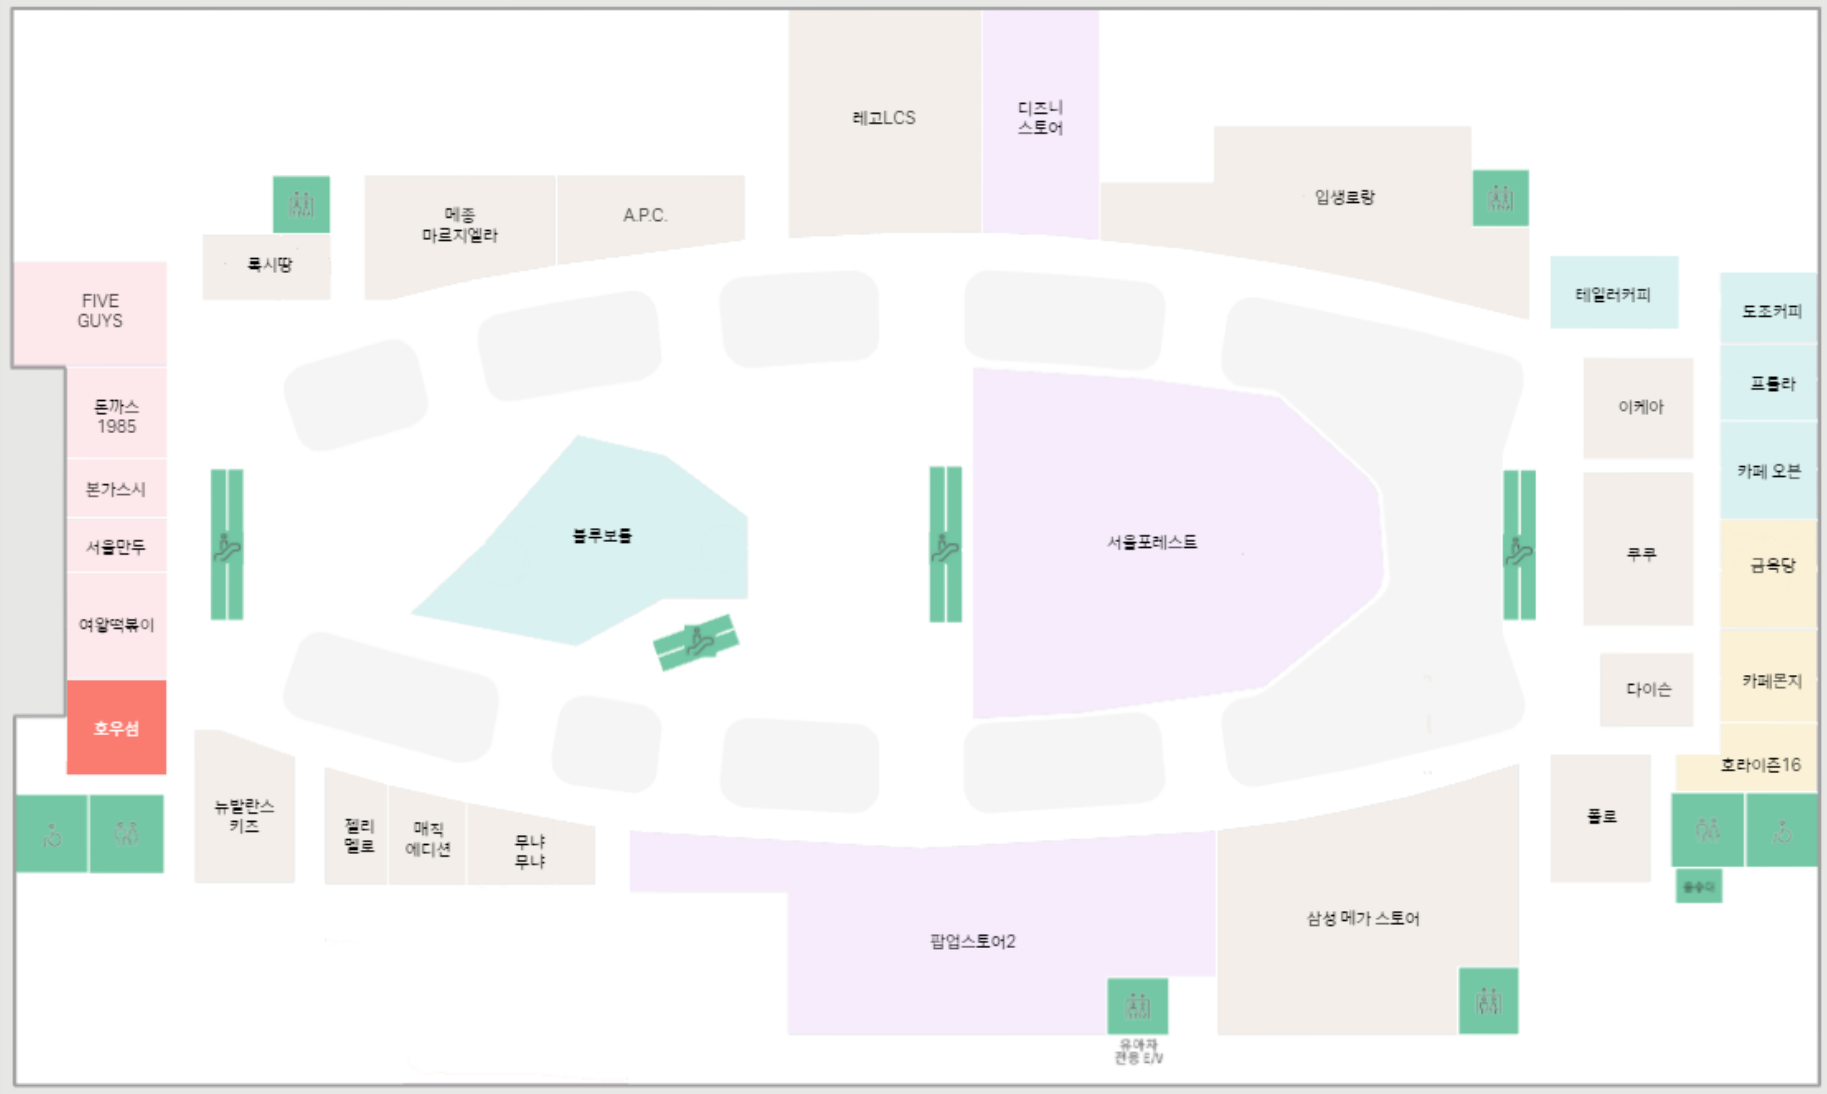 레고LCS
디즈니
스토어
입생로랑
메종
마르지엘라
A.P.C.
록시땅
FIVE
GUYS
테일러커피
도조커피
돈까스
1985
이케아
프롤라
본가스시
카페 오븐
서울만두
블루보틀
서울포레스트
쿠쿠
금옥당
여왕떡볶이
다이슨
카페몬지
호우섬
호라이즌16
뉴발란스
키즈
젤리
멜로
매직
에디션
무냐
무냐
폴로
음수대
팝업스토어2
삼성 메가 스토어
유아차
전용 E/V